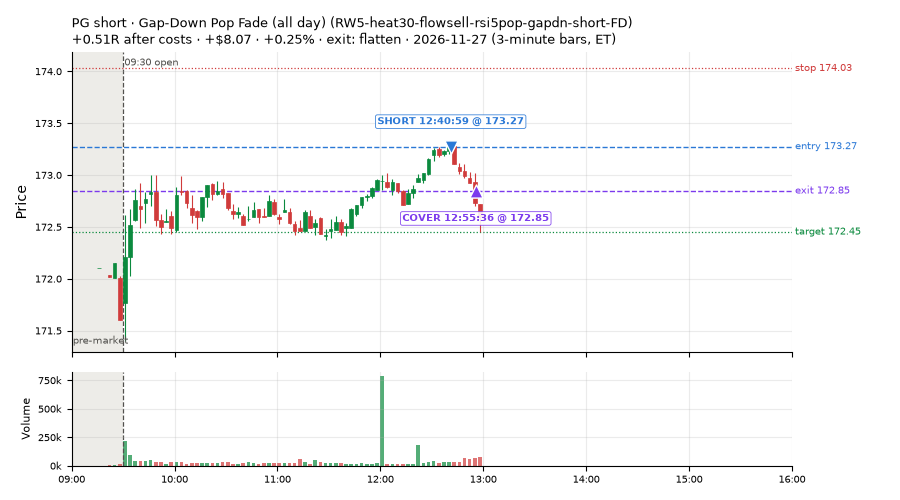 PG short · Gap-Down Pop Fade (all day) (RW5-heat30-flowsell-rsi5pop-gapdn-short-FD)
+0.51R after costs · +$8.07 · +0.25% · exit: flatten · 2026-11-27 (3-minute bars, ET)
09:30 open
stop 174.03
174.0
SHORT 12:40:59 @ 173.27
173.5
entry 173.27
173.0
exit 172.85
COVER 12:55:36 @ 172.85
172.5
target 172.45
172.0
171.5
pre-market
Price
750k
500k
250k
0k
Volume
09:00
10:00
11:00
12:00
13:00
14:00
15:00
16:00